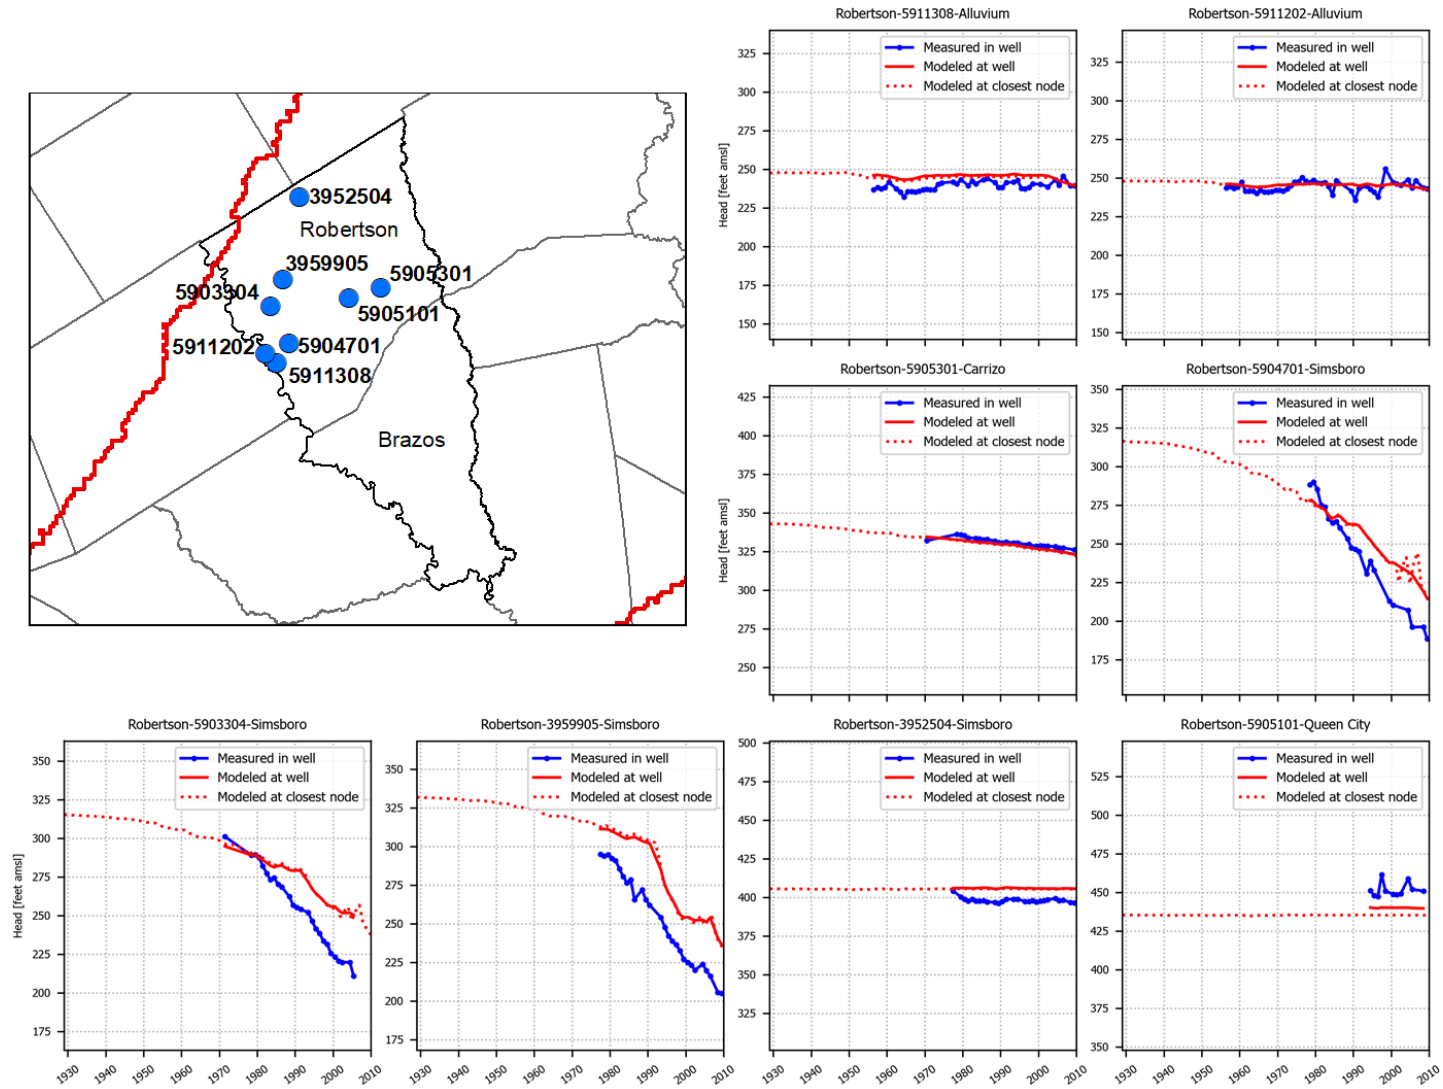 Robertson-5911308-Alluvium
Head [feet amsl]
325
300
275
250
225
200
175
150
Measured in well
Modeled at well
Modeled at closest node
Robertson-5911202-Alluvium
325
300
275
250
225
200
175
150
Measured in well
Modeled at well
Modeled at closest node
3952504
Robertson
3959905
5905301
5903304
5905101
5911202
5904701
5911308
Brazos
Robertson-5905301-Carrizo
Head [feet amsl]
425
400
375
350
325
300
275
250
Measured in well
Modeled at well
Modeled at closest node
Robertson-5904701-Simsboro
350
325
300
275
250
225
200
175
Measured in well
Modeled at well
Modeled at closest node
Robertson-5903304-Simsboro
Head [feet amsl]
350
325
300
275
250
225
200
175
Measured in well
Modeled at well
Modeled at closest node
1930 1940 1950 1960 1970 1980 1990 2000 2010
Robertson-3959905-Simsboro
350
325
300
275
250
225
200
175
Measured in well
Modeled at well
Modeled at closest node
1930 1940 1950 1960 1970 1980 1990 2000 2010
Robertson-3952504-Simsboro
500
475
450
425
400
375
350
325
Measured in well
Modeled at well
Modeled at closest node
1930 1940 1950 1960 1970 1980 1990 2000 2010
Robertson-5905101-Queen City
525
500
475
450
425
400
375
350
Measured in well
Modeled at well
Modeled at closest node
1930 1940 1950 1960 1970 1980 1990 2000 2010